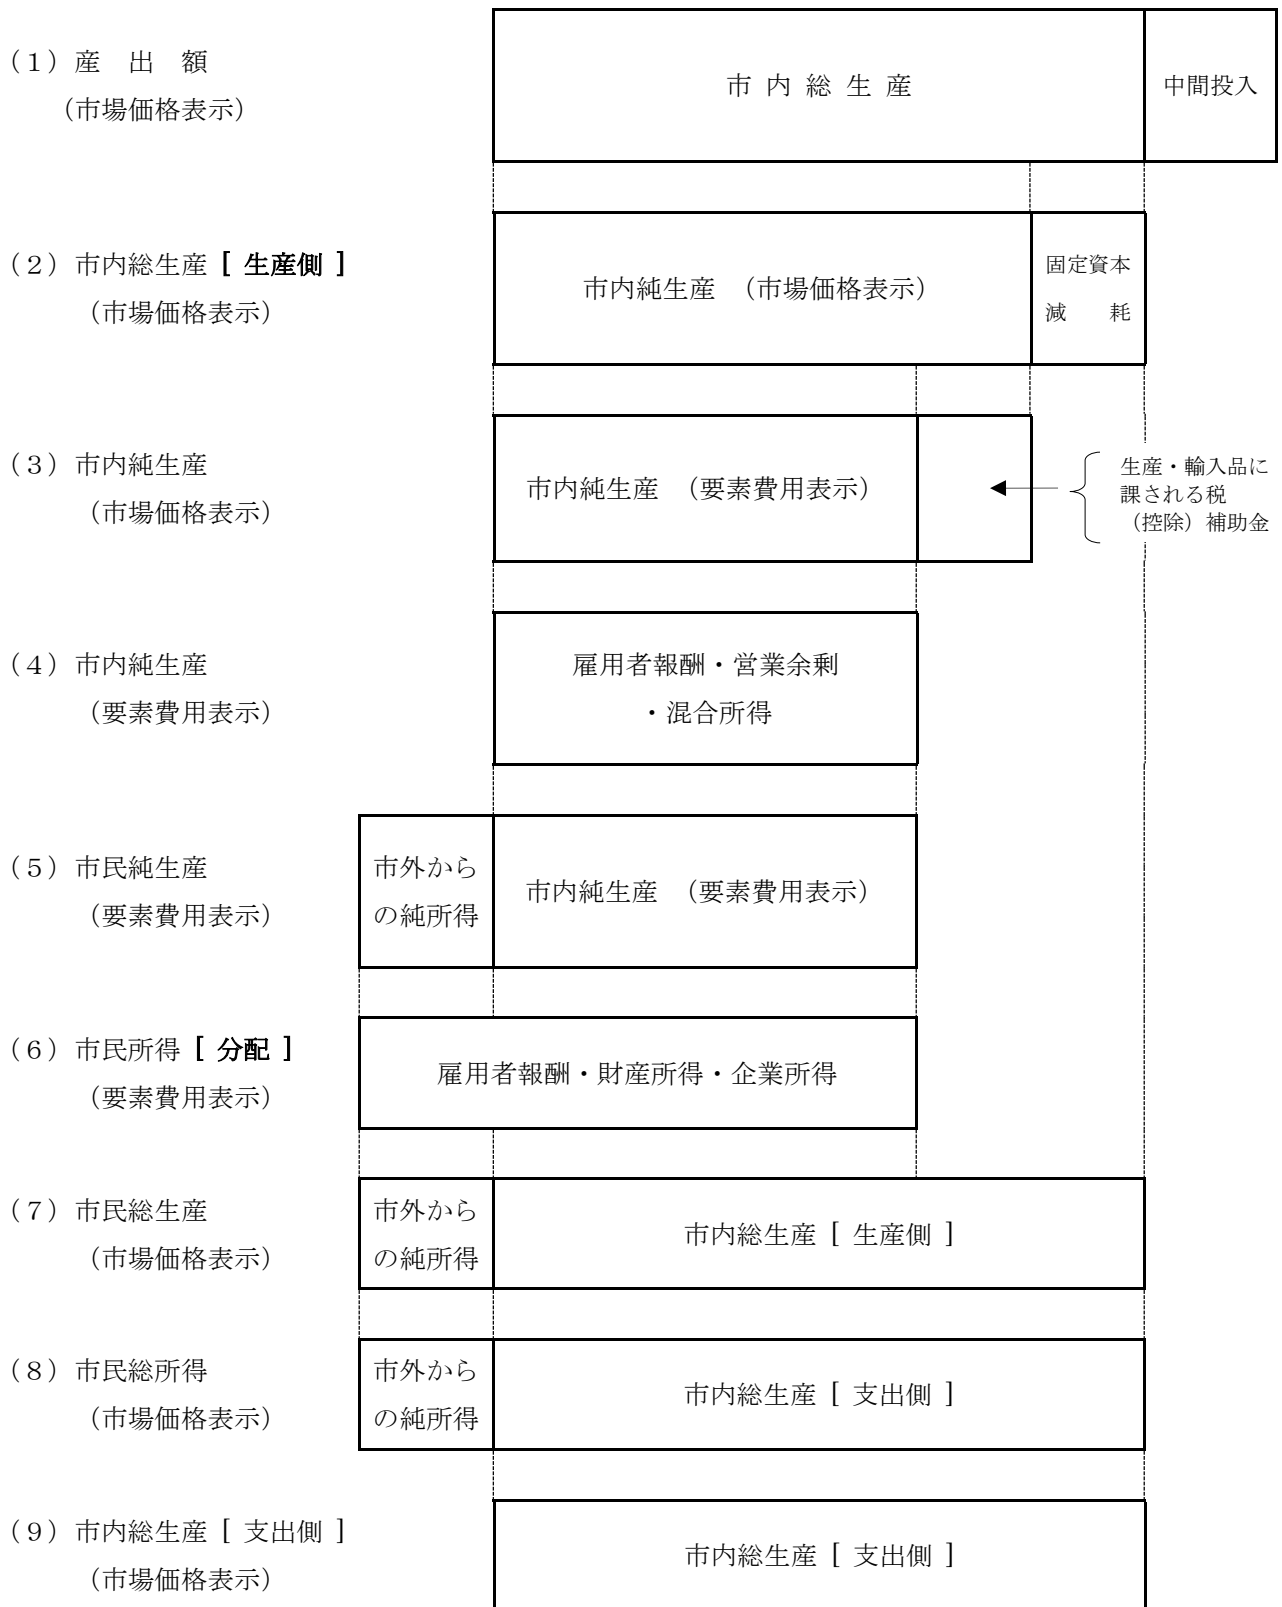 （１）産　出　額
（市場価格表示）
市 内 総 生 産
中間投入
（２）市内総生産［ 生産側 ］
（市場価格表示）
市内純生産　（市場価格表示）
固定資本
減　　耗
（３）市内純生産
（市場価格表示）
市内純生産　（要素費用表示）
生産・輸入品に
課される税
（控除）補助金
（４）市内純生産
（要素費用表示）
雇用者報酬・営業余剰
・混合所得
（５）市民純生産
（要素費用表示）
市外から
の純所得
市内純生産　（要素費用表示）
（６）市民所得［ 分配 ］
（要素費用表示）
雇用者報酬・財産所得・企業所得
（７）市民総生産
（市場価格表示）
市外から
の純所得
市内総生産［ 生産側 ］
（８）市民総所得
（市場価格表示）
市外から
の純所得
市内総生産［ 支出側 ］
（９）市内総生産［ 支出側 ］
（市場価格表示）
市内総生産［ 支出側 ］